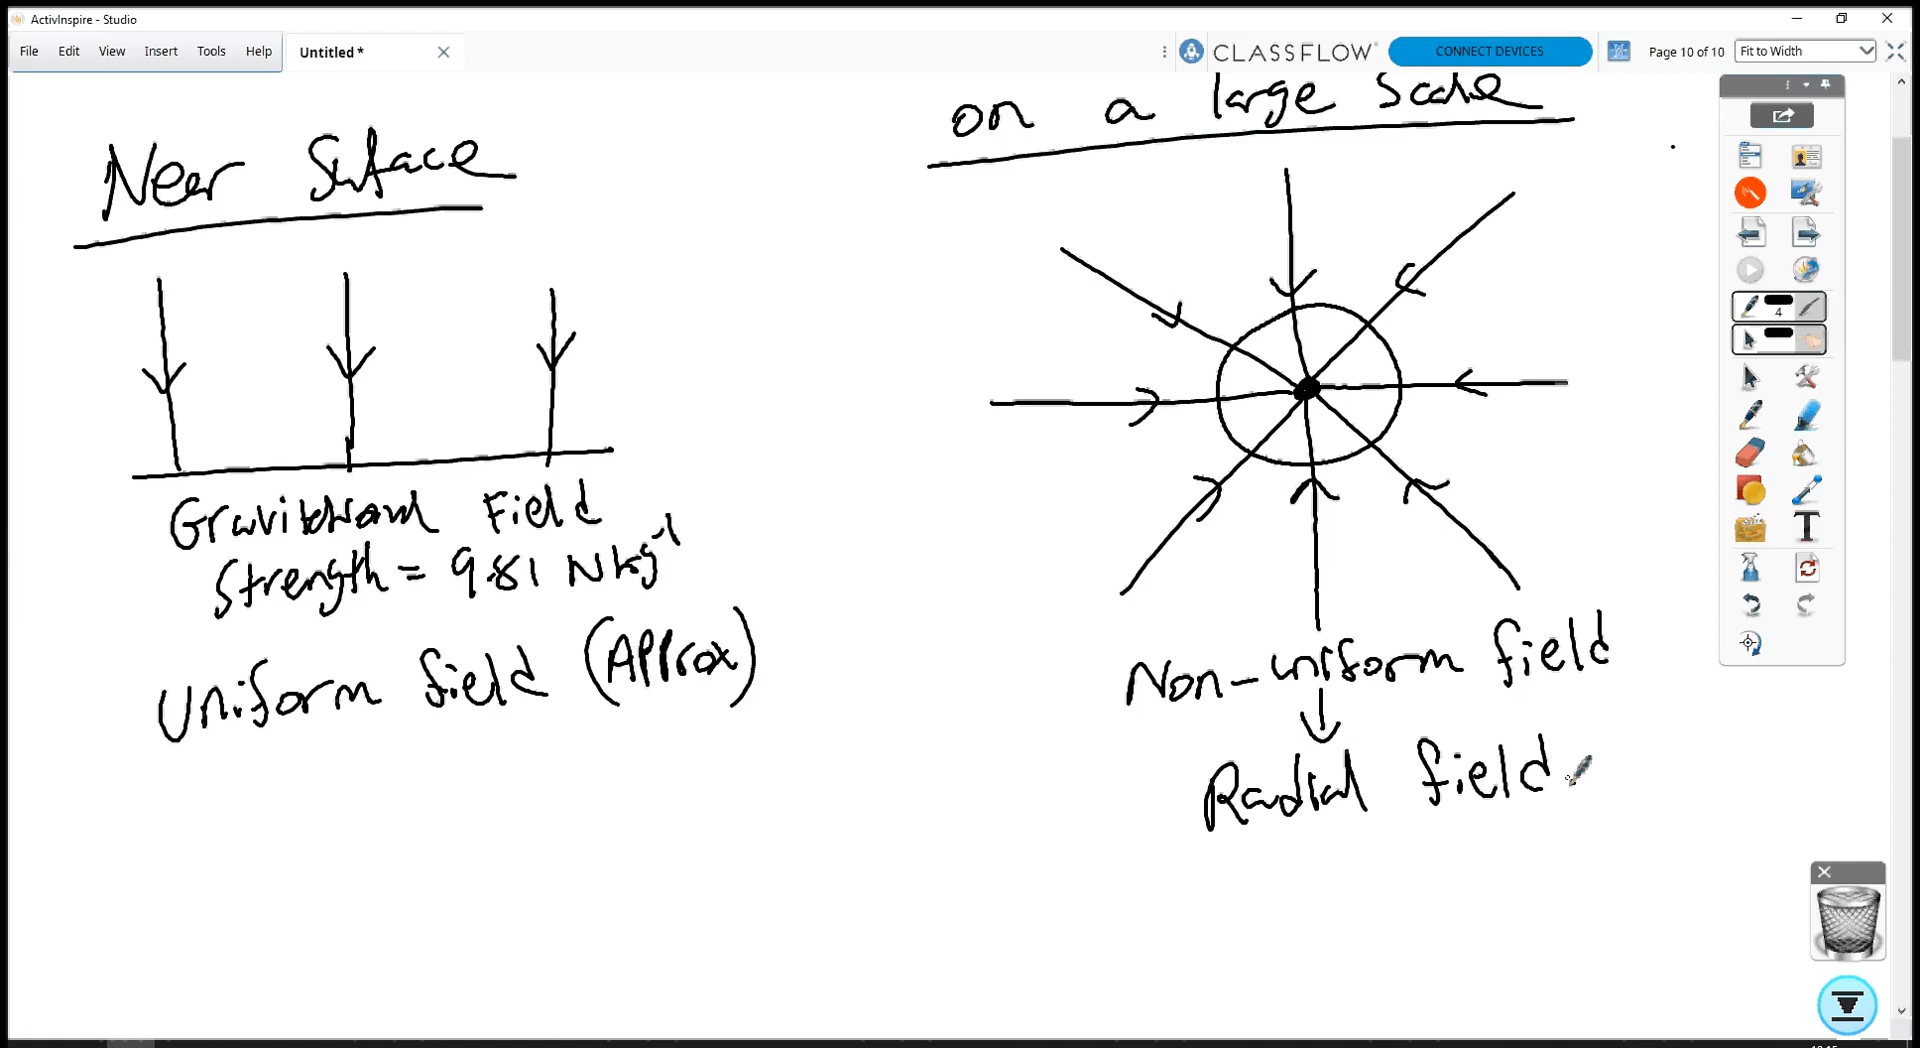 ActivInspire - Studio
File Edit View Insert Tools Help
Untitled *
CLASSFLOW
CONNECT DEVICES
Page 10 of 10
Fit to Width
Near Surface
Gravitational Field
Strength = 9.81 N kg⁻¹
Uniform field (Approx)
on a large scale
Non-uniform field
Radial field
4
T